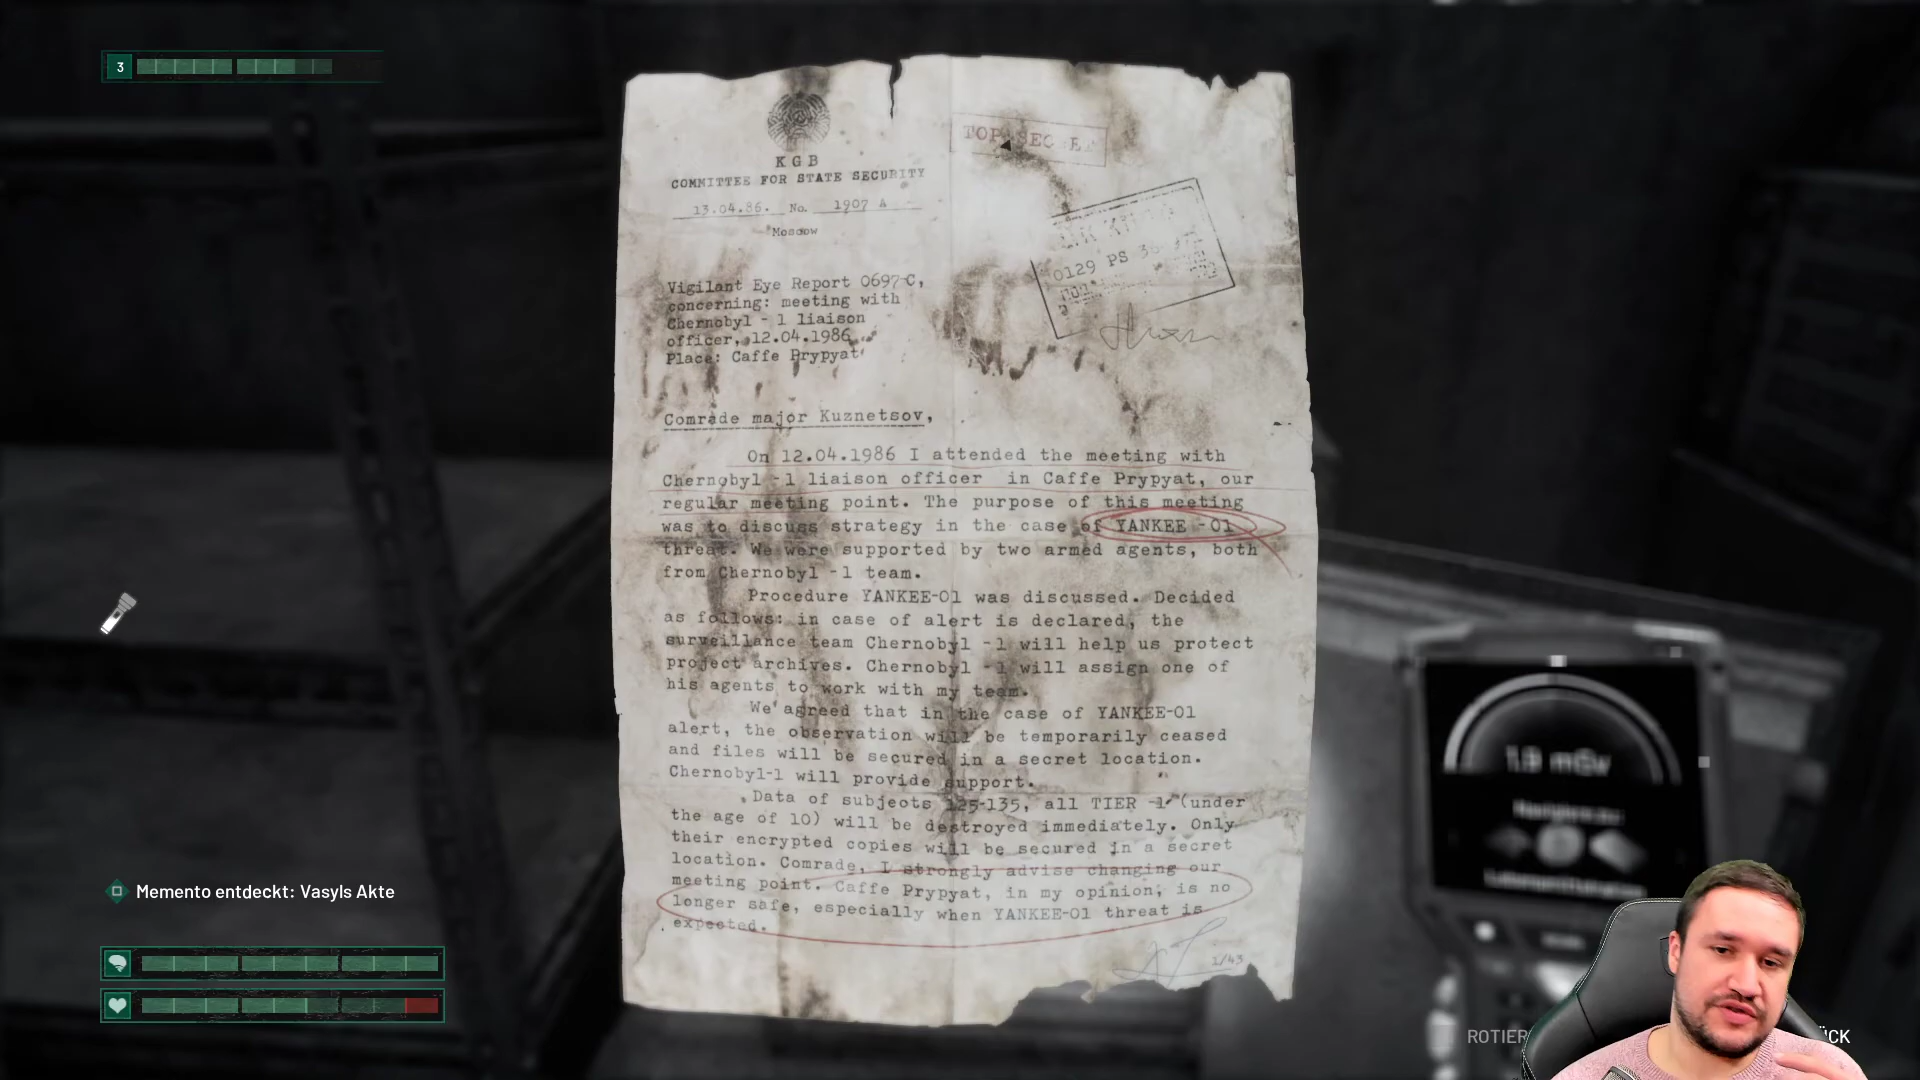 3
KGB
COMMITTEE FOR STATE SECURITY
13.04.86. No. 1907 A
Moscow
TOP SECRET
0129 PS
Vigilant Eye Report 0697-C,
concerning: meeting with
Chernobyl - 1 liaison
officer, 12.04.1986
Place: Caffe Prypyat
Comrade major Kuznetsov,
On 12.04.1986 I attended the meeting with
Chernobyl -1 liaison officer in Caffe Prypyat, our
regular meeting point. The purpose of this meeting
was to discuss strategy in the case of YANKEE -01
threat. We were supported by two armed agents, both
from Chernobyl -1 team.
Procedure YANKEE-01 was discussed. Decided
as follows: in case of alert is declared, the
surveillance team Chernobyl -1 will help us protect
project archives. Chernobyl -1 will assign one of
his agents to work with my team.
We agreed that in the case of YANKEE-01
alert, the observation will be temporarily ceased
and files will be secured in a secret location.
Chernobyl-1 will provide support.
Data of subjects 125-135, all TIER -1 (under
the age of 10) will be destroyed immediately. Only
their encrypted copies will be secured in a secret
location. Comrade, I strongly advise changing our
meeting point. Caffe Prypyat, in my opinion, is no
longer safe, especially when YANKEE-01 threat is
expected.
1/43
Memento entdeckt: Vasyls Akte
1.9 mSv